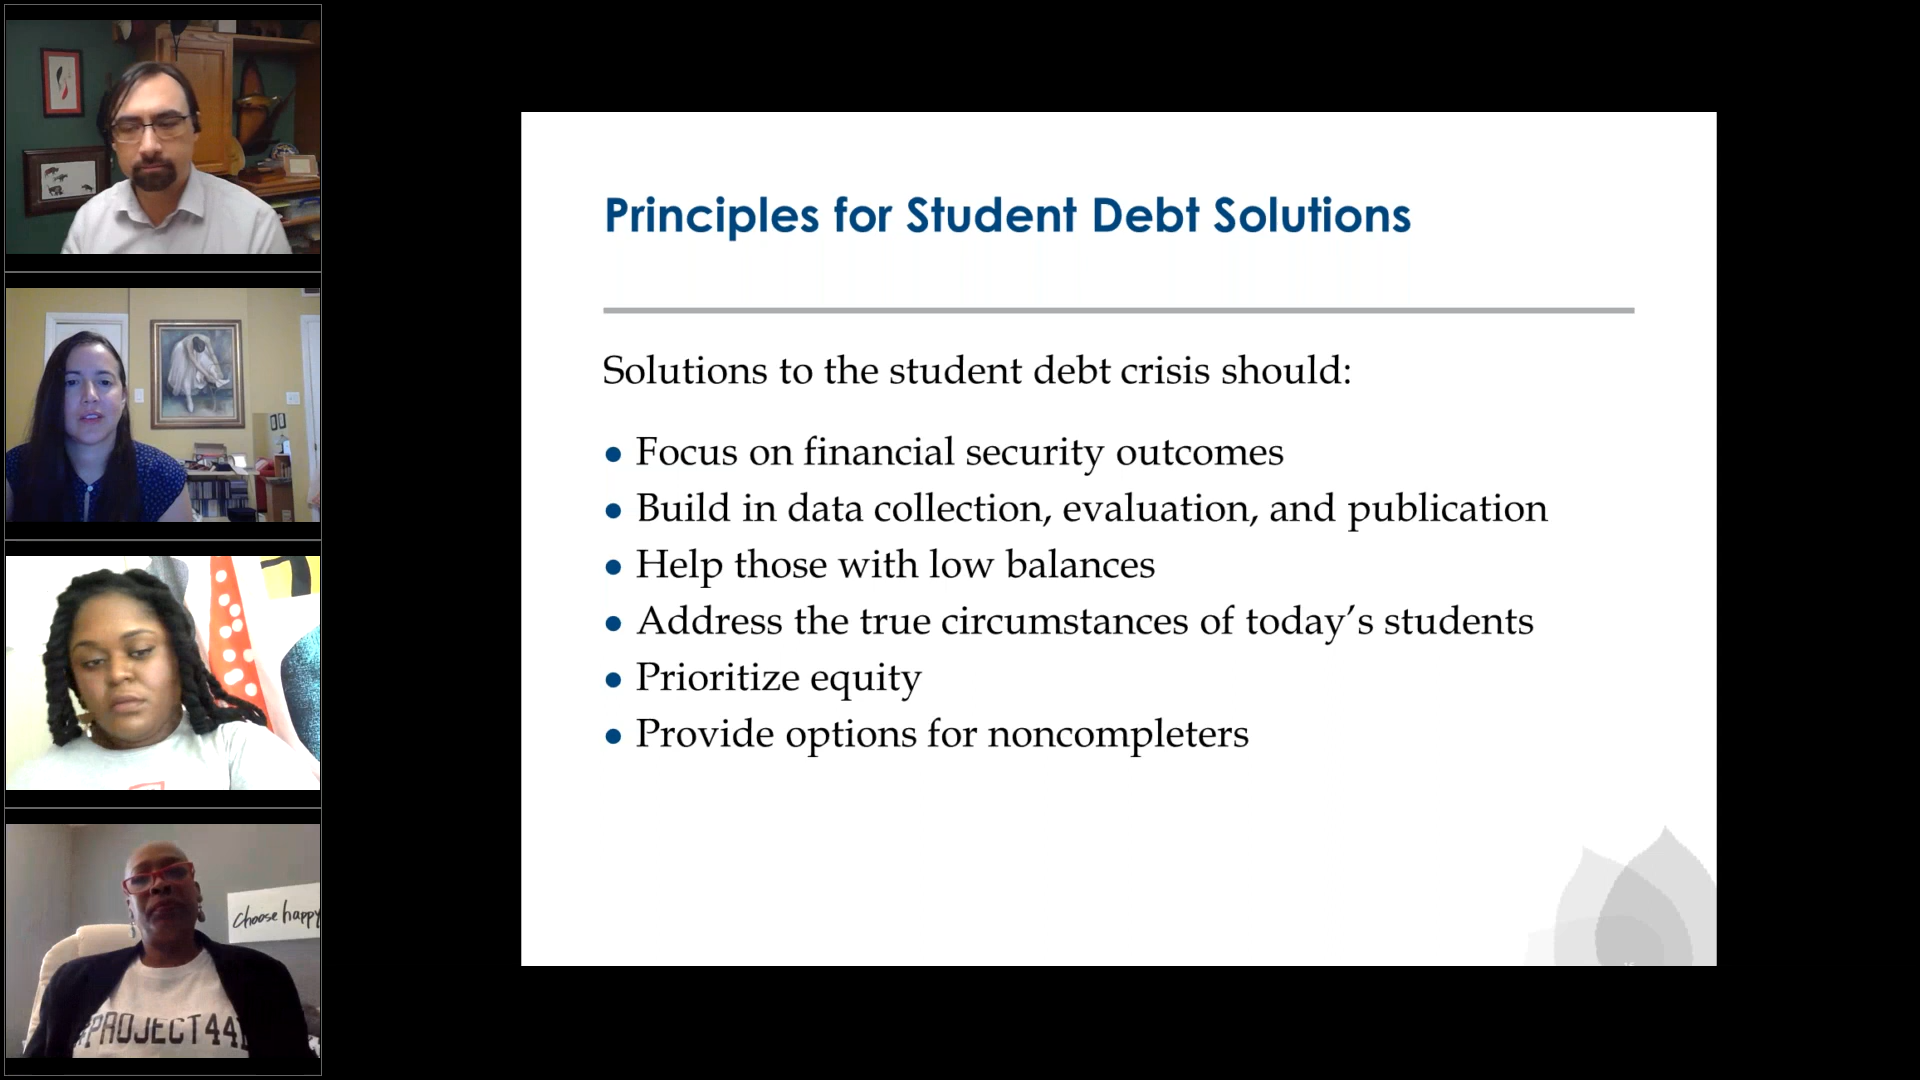 Principles for Student Debt Solutions
Solutions to the student debt crisis should:
• Focus on financial security outcomes
• Build in data collection, evaluation, and publication
• Help those with low balances
• Address the true circumstances of today’s students
• Prioritize equity
• Provide options for noncompleters
choose happy